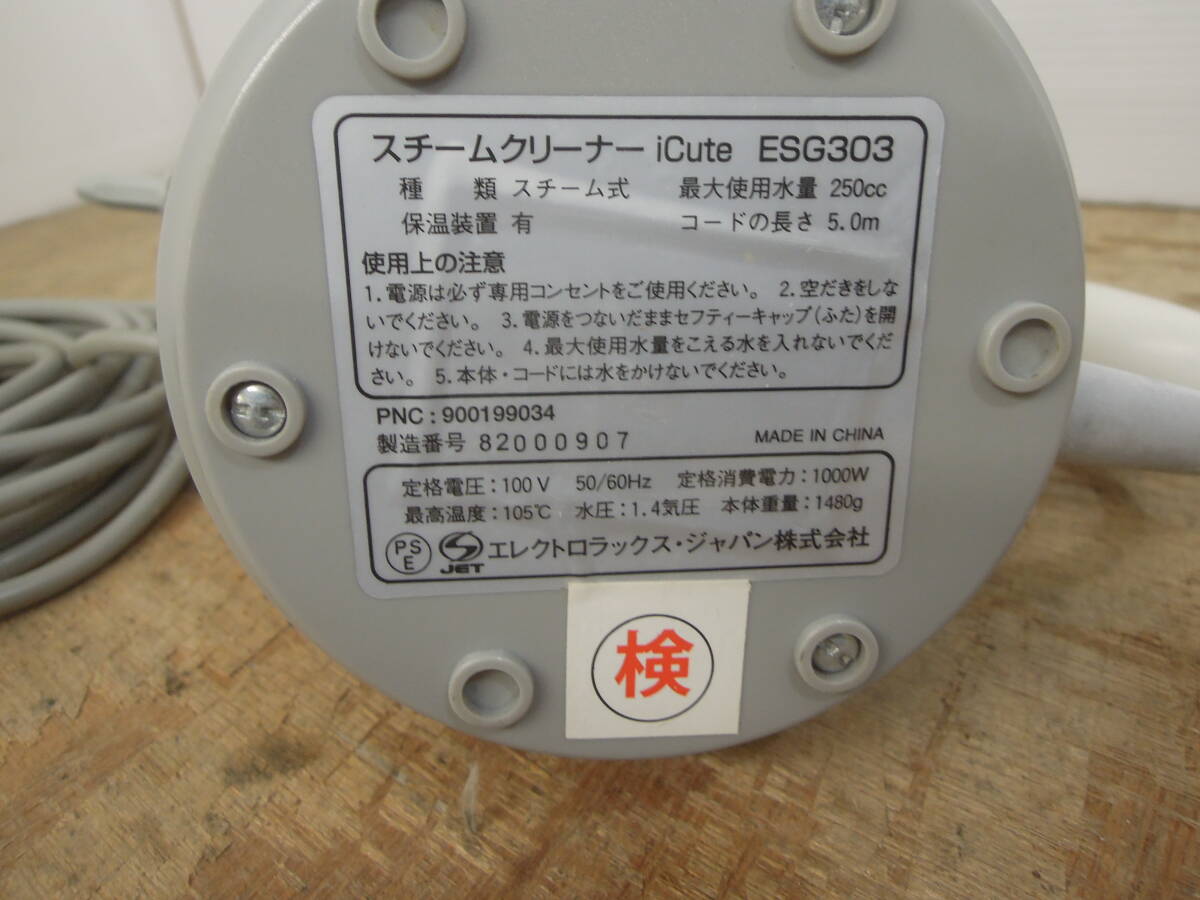 スチームクリーナー iCute ESG303
種 類 スチーム式 最大使用水量 250cc
保温装置 有 コードの長さ 5.0m
使用上の注意
1.電源は必ず専用コンセントをご使用ください。 2.空だきをしな
いでください。 3.電源をつないだままセフティーキャップ(ふた)を開
けないでください。 4.最大使用水量をこえる水を入れないでくだ
さい。 5.本体・コードには水をかけないでください。
PNC:900199034
製造番号 82000907 MADE IN CHINA
定格電圧:100V 50/60Hz 定格消費電力:1000W
最高温度:105℃ 水圧:1.4気圧 本体重量:1480g
PSE JET エレクトロラックス・ジャパン株式会社
検